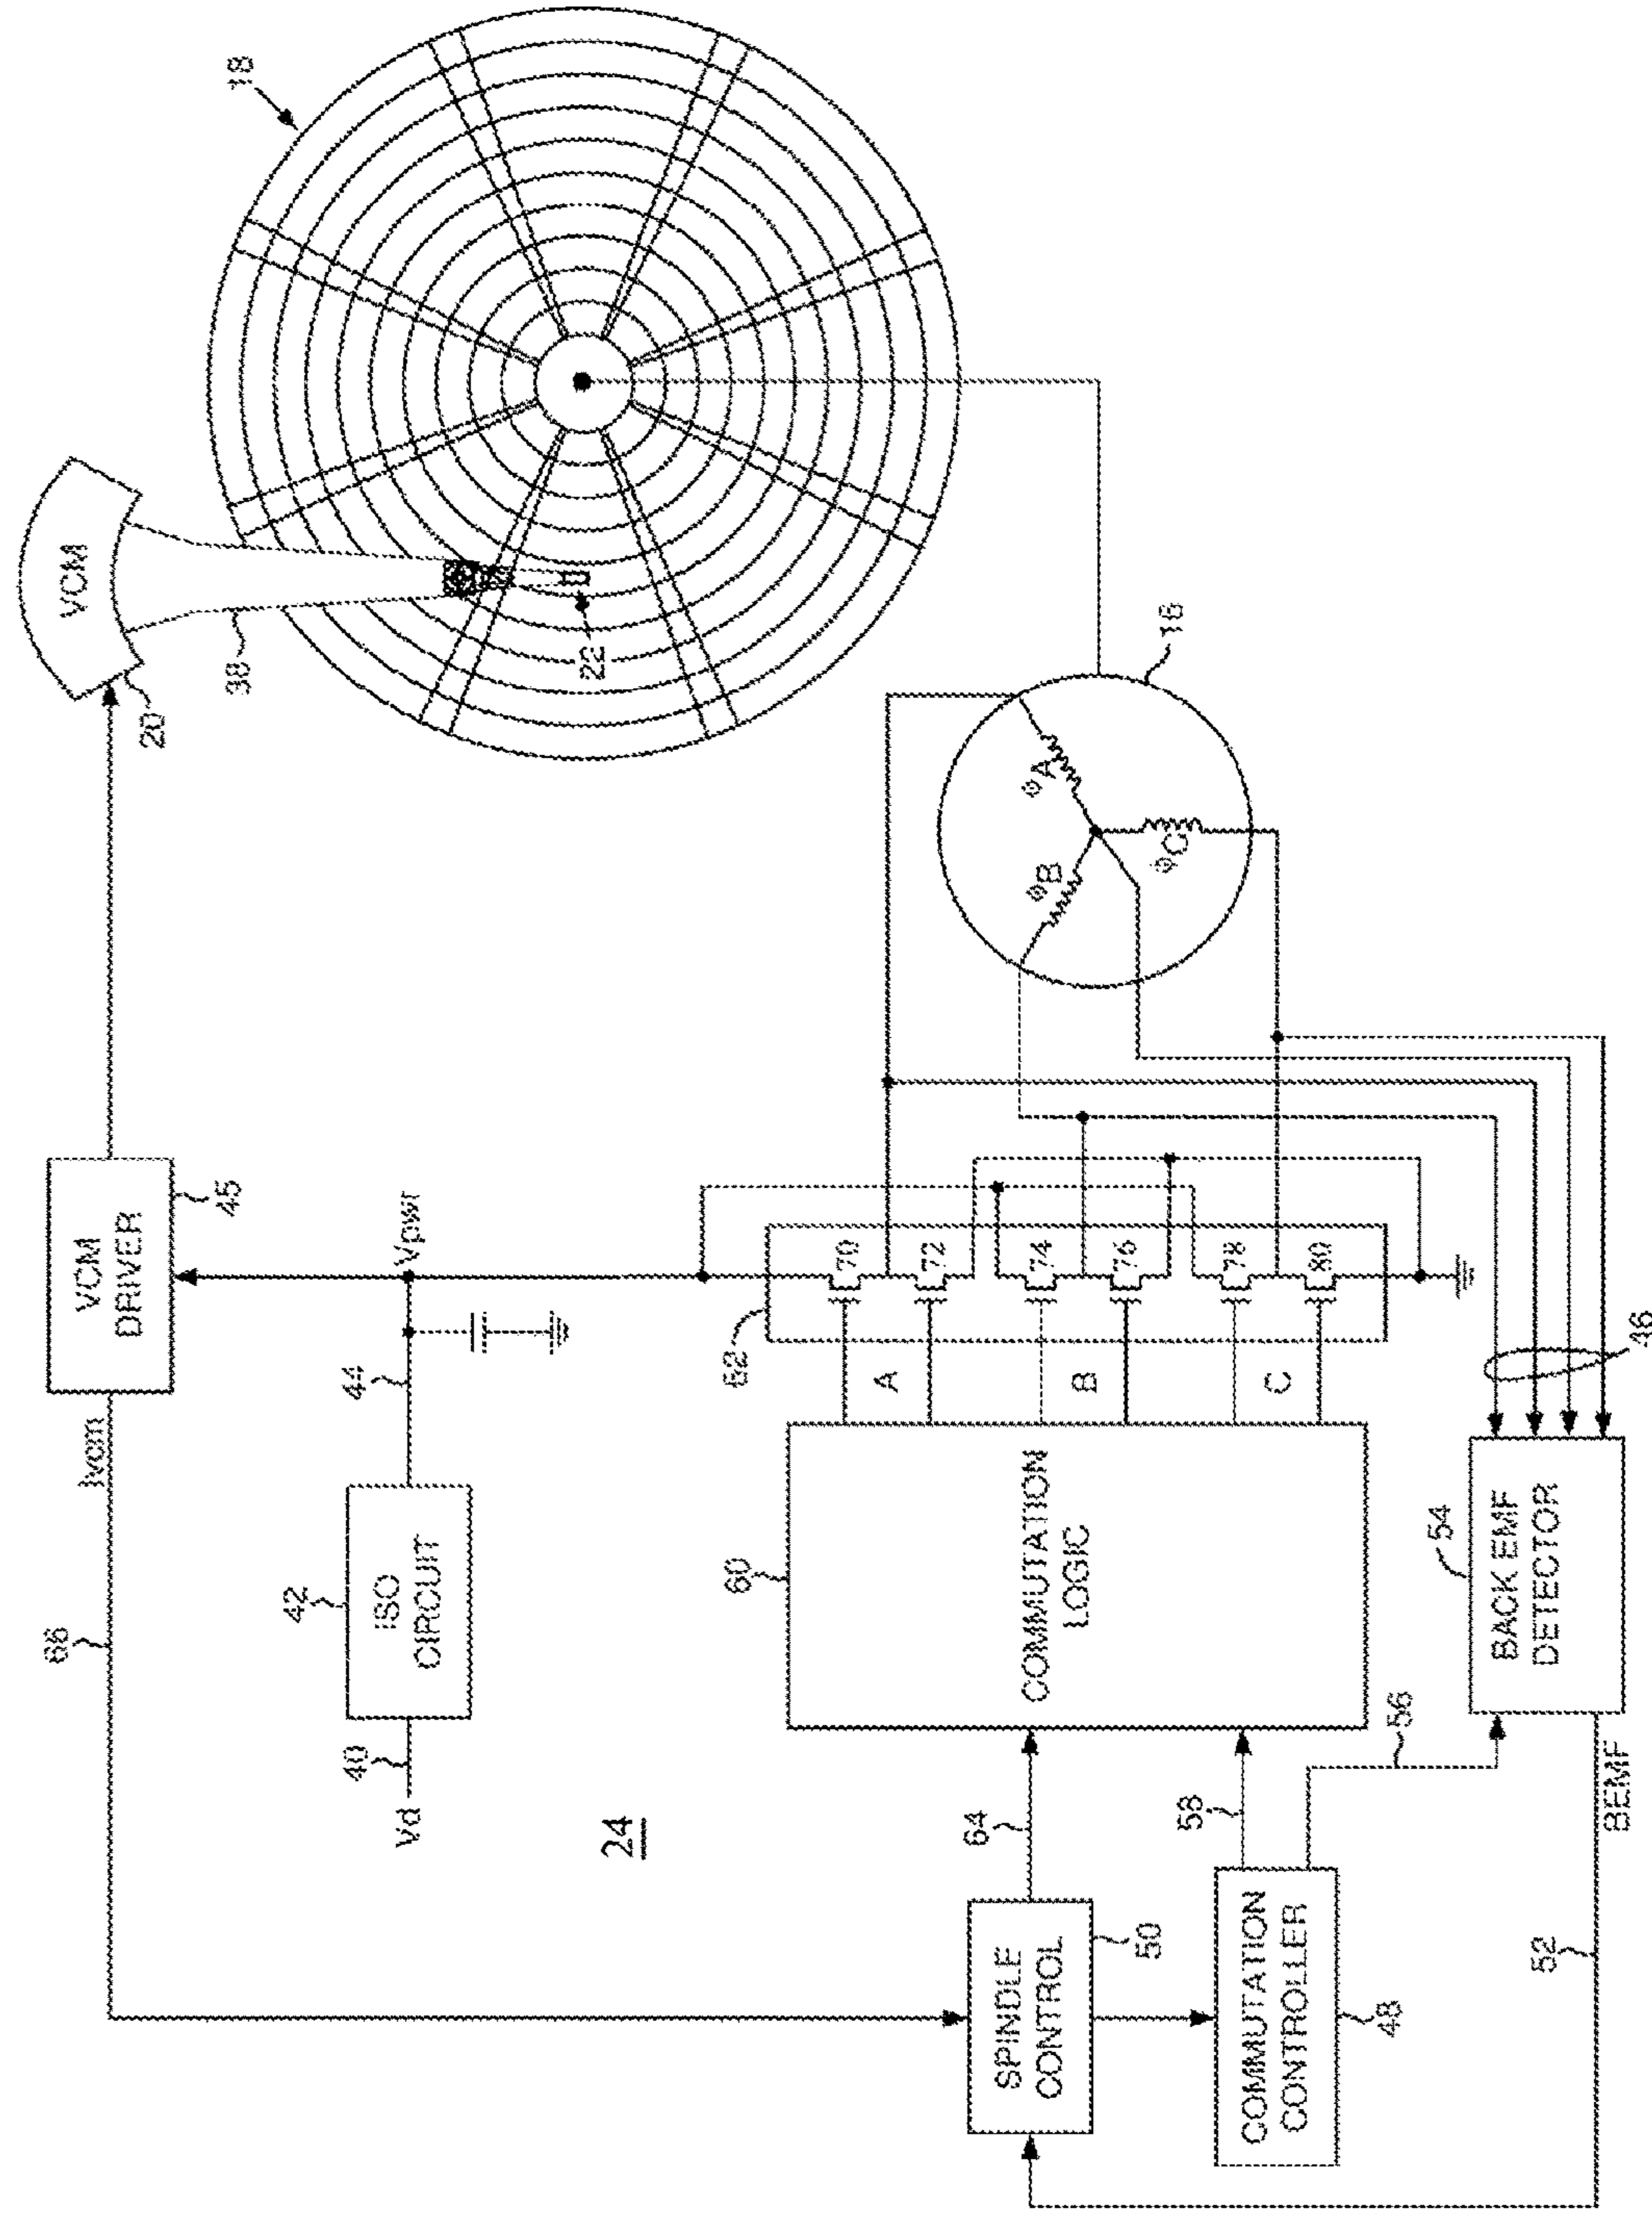 66
Ivcm
VCM
DRIVER
45
VCM
20
38
18
22
Vd
40
42
ISO
CIRCUIT
44
Vpwr
24
64
60
COMMUTATION
LOGIC
62
A
B
C
70
72
74
76
78
80
ΦA
ΦB
ΦC
16
SPINDLE
CONTROL
50
58
COMMUTATION
CONTROLLER
48
56
54
BACK EMF
DETECTOR
46
52
BEMF